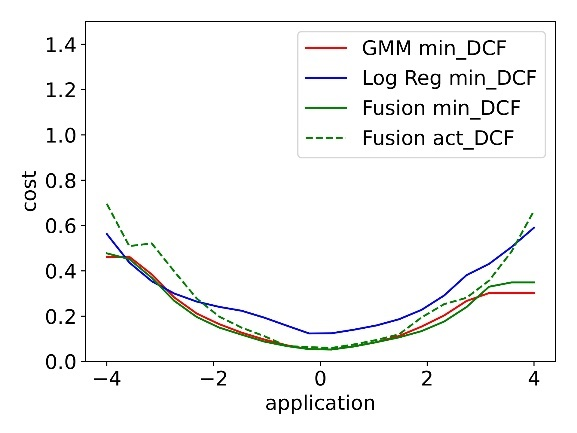 1.4
1.2
1.0
0.8
0.6
0.4
0.2
0.0
cost
GMM min_DCF
Log Reg min_DCF
Fusion min_DCF
Fusion act_DCF
−4 −2 0 2 4
application